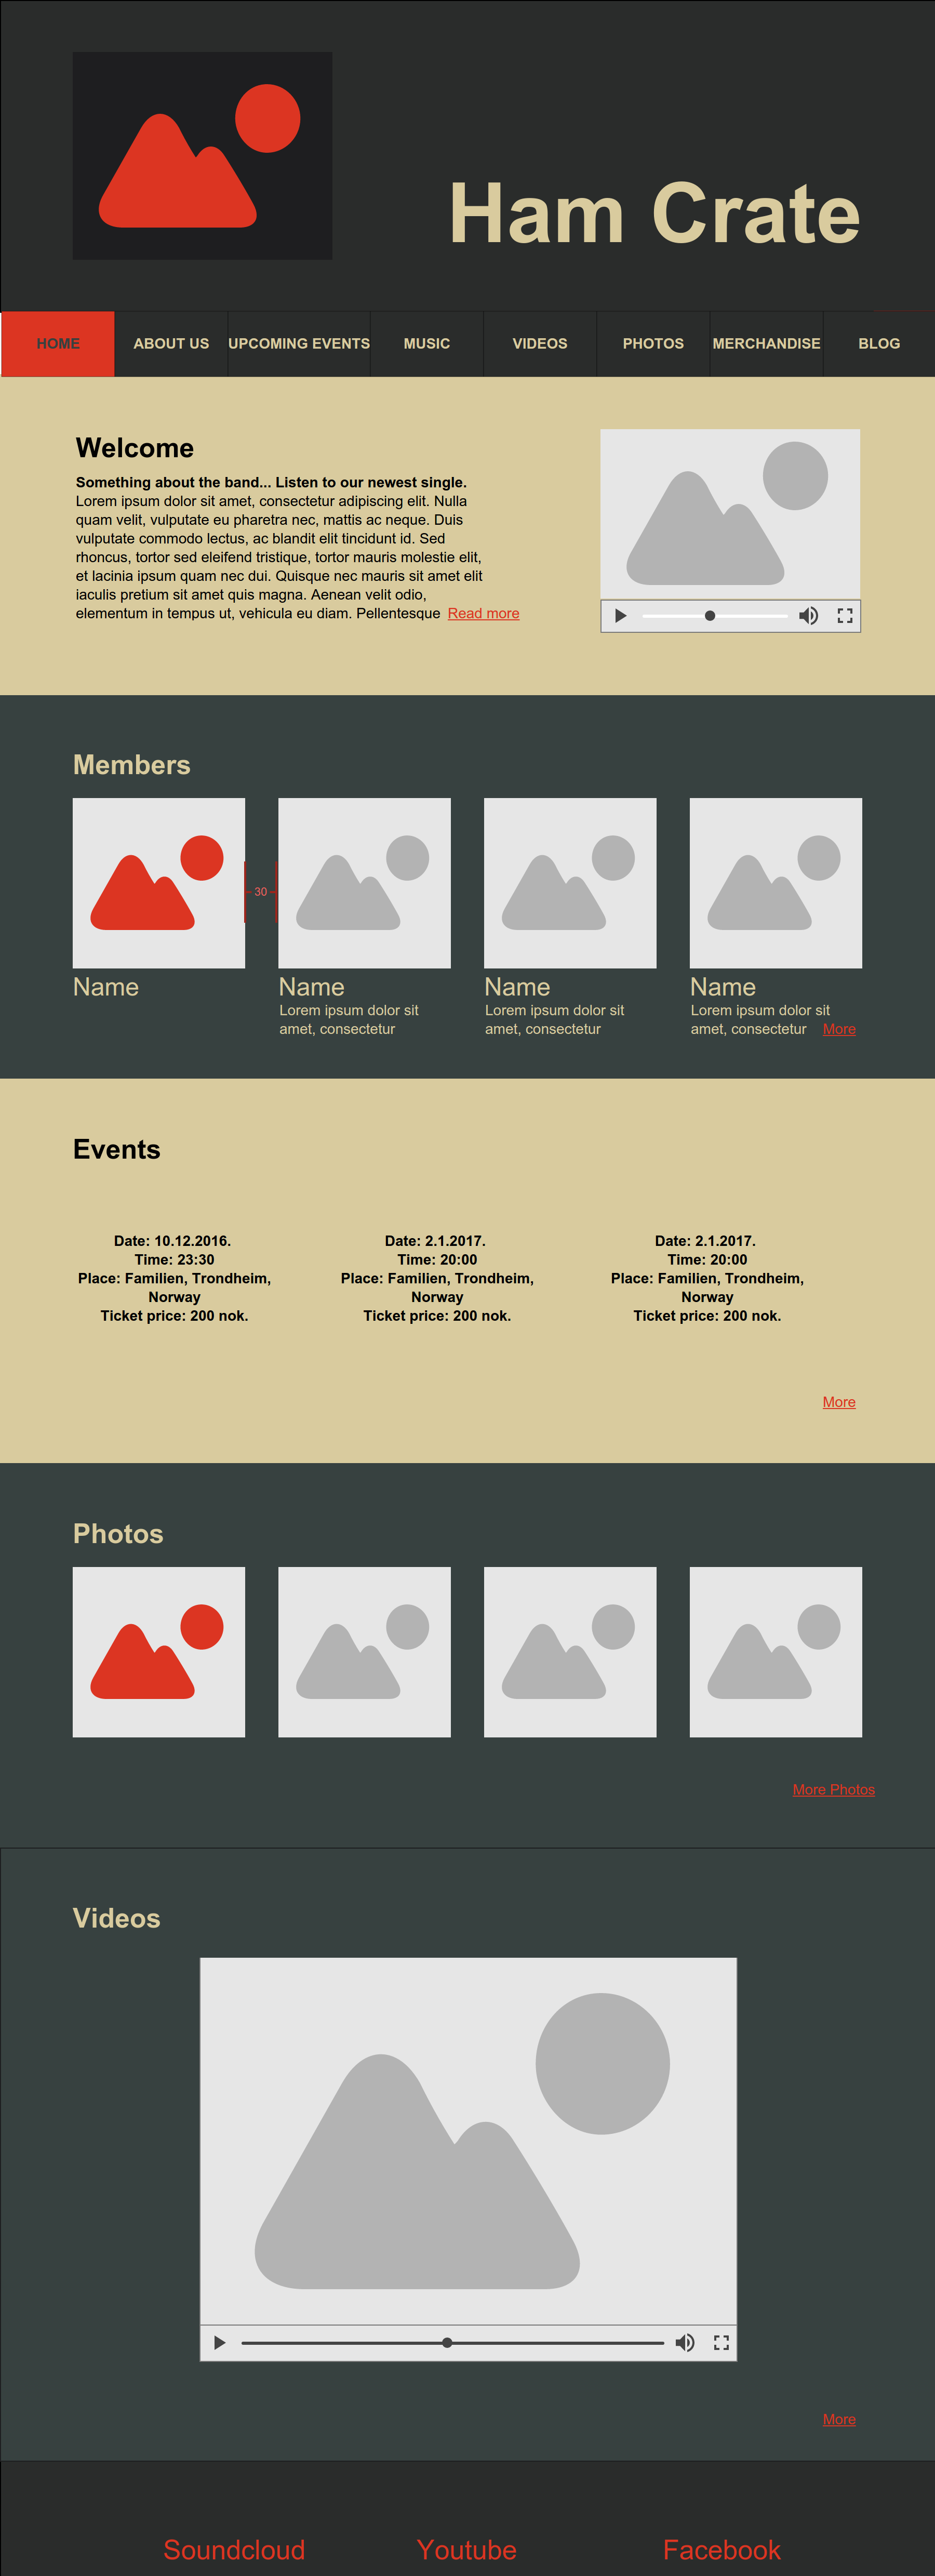 Ham Crate
HOME ABOUT US UPCOMING EVENTS MUSIC VIDEOS PHOTOS MERCHANDISE BLOG
Welcome
Something about the band... Listen to our newest single.
Lorem ipsum dolor sit amet, consectetur adipiscing elit. Nulla
quam velit, vulputate eu pharetra nec, mattis ac neque. Duis
vulputate commodo lectus, ac blandit elit tincidunt id. Sed
rhoncus, tortor sed eleifend tristique, tortor mauris molestie elit,
et lacinia ipsum quam nec dui. Quisque nec mauris sit amet elit
iaculis pretium sit amet quis magna. Aenean velit odio,
elementum in tempus ut, vehicula eu diam. Pellentesque Read more
Members
30
Name
Name
Lorem ipsum dolor sit
amet, consectetur
Name
Lorem ipsum dolor sit
amet, consectetur
Name
Lorem ipsum dolor sit
amet, consectetur More
Events
Date: 10.12.2016.
Time: 23:30
Place: Familien, Trondheim,
Norway
Ticket price: 200 nok.
Date: 2.1.2017.
Time: 20:00
Place: Familien, Trondheim,
Norway
Ticket price: 200 nok.
Date: 2.1.2017.
Time: 20:00
Place: Familien, Trondheim,
Norway
Ticket price: 200 nok.
More
Photos
More Photos
Videos
More
Soundcloud Youtube Facebook